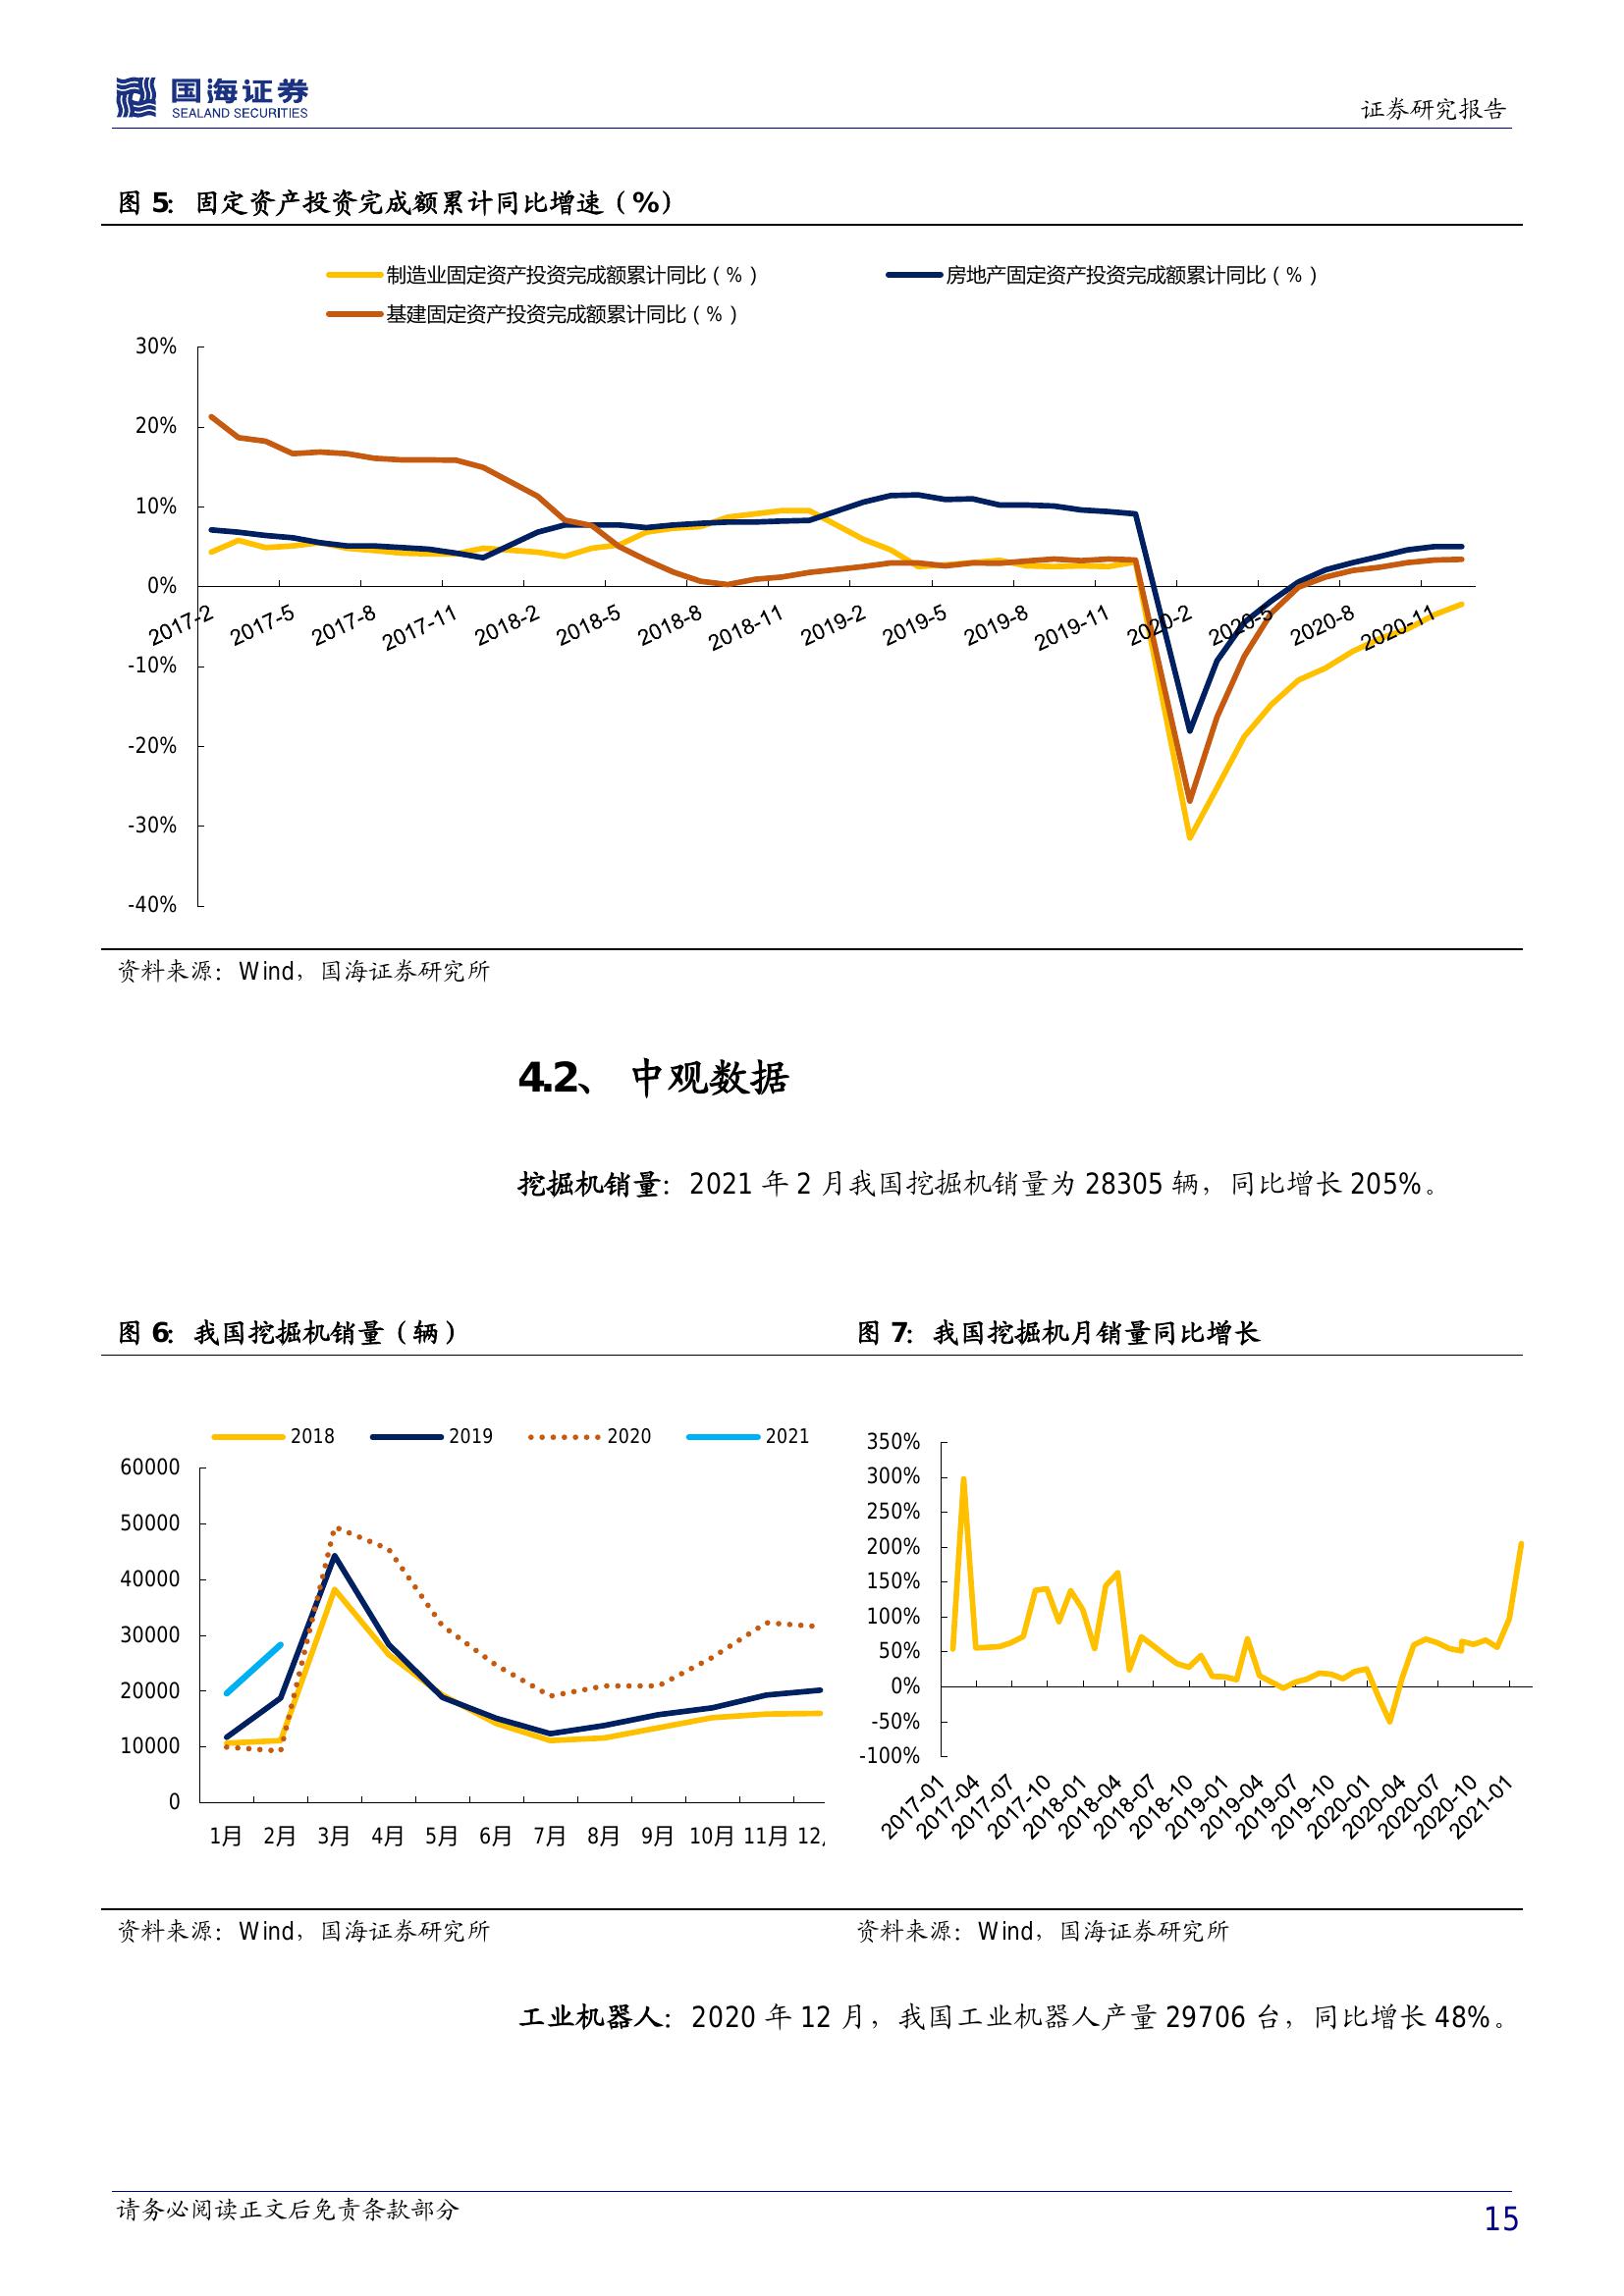 国海证券
SEALAND SECURITIES
证券研究报告
图 5：固定资产投资完成额累计同比增速（%）
制造业固定资产投资完成额累计同比（%）
房地产固定资产投资完成额累计同比（%）
基建固定资产投资完成额累计同比（%）
30%
20%
10%
0%
-10%
-20%
-30%
-40%
2017-2 2017-5 2017-8 2017-11 2018-2 2018-5 2018-8 2018-11 2019-2 2019-5 2019-8 2019-11 2020-2 2020-5 2020-8 2020-11
资料来源：Wind，国海证券研究所
4.2、 中观数据
挖掘机销量：2021 年 2 月我国挖掘机销量为 28305 辆，同比增长 205%。
图 6：我国挖掘机销量（辆）
2018 2019 2020 2021
60000
50000
40000
30000
20000
10000
0
1月 2月 3月 4月 5月 6月 7月 8月 9月 10月 11月 12
资料来源：Wind，国海证券研究所
图 7：我国挖掘机月销量同比增长
350%
300%
250%
200%
150%
100%
50%
0%
-50%
-100%
2017-01 2017-04 2017-07 2017-10 2018-01 2018-04 2018-07 2018-10 2019-01 2019-04 2019-07 2019-10 2020-01 2020-04 2020-07 2020-10 2021-01
资料来源：Wind，国海证券研究所
工业机器人：2020 年 12 月，我国工业机器人产量 29706 台，同比增长 48%。
请务必阅读正文后免责条款部分
15